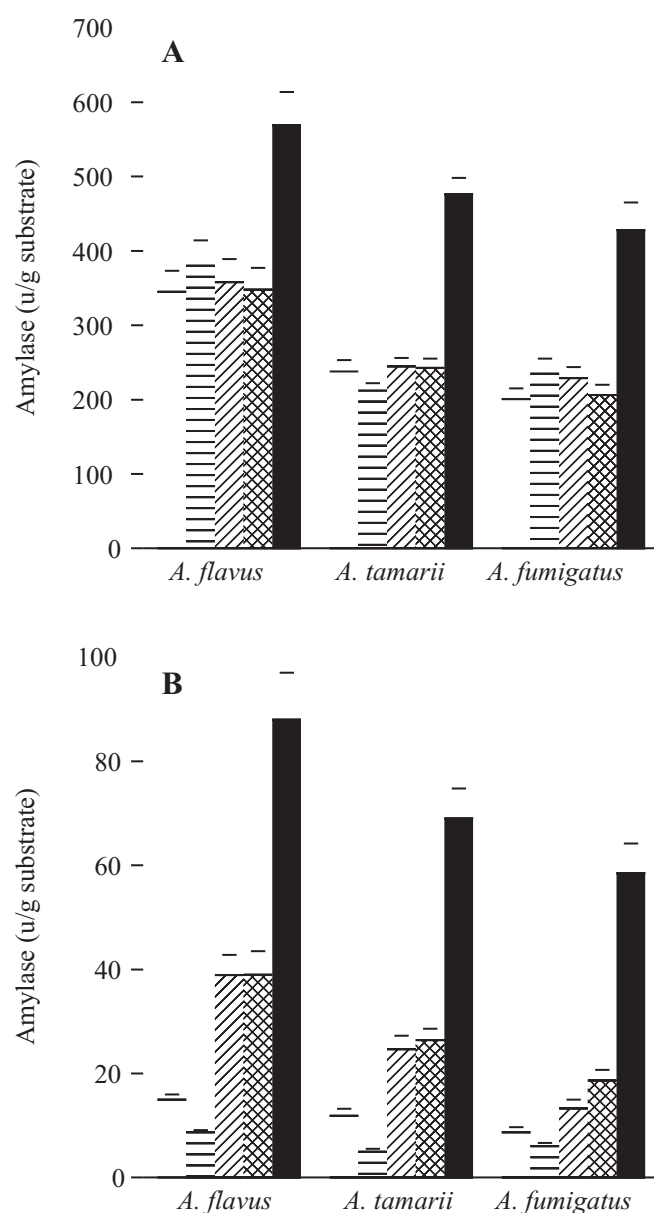 700
A
600
500
400
300
200
100
0
Amylase (u/g substrate)
A. flavus A. tamarii A. fumigatus
100
B
80
60
40
20
0
Amylase (u/g substrate)
A. flavus A. tamarii A. fumigatus